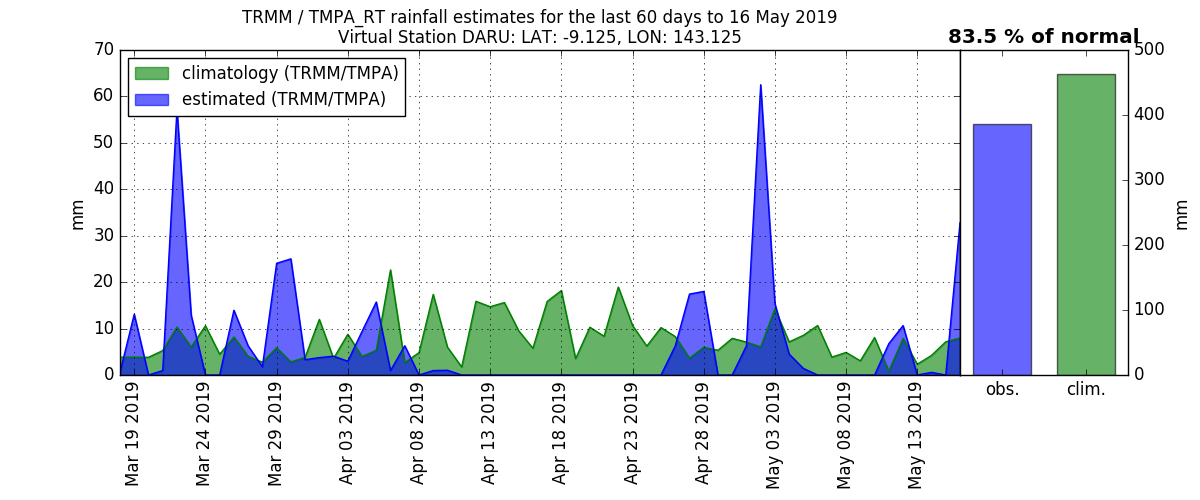 TRMM / TMPA_RT rainfall estimates for the last 60 days to 16 May 2019
Virtual Station DARU: LAT: -9.125, LON: 143.125
83.5 % of normal
climatology (TRMM/TMPA)
estimated (TRMM/TMPA)
mm
70
60
50
40
30
20
10
0
Mar 19 2019
Mar 24 2019
Mar 29 2019
Apr 03 2019
Apr 08 2019
Apr 13 2019
Apr 18 2019
Apr 23 2019
Apr 28 2019
May 03 2019
May 08 2019
May 13 2019
obs.
clim.
500
400
300
200
100
0
mm